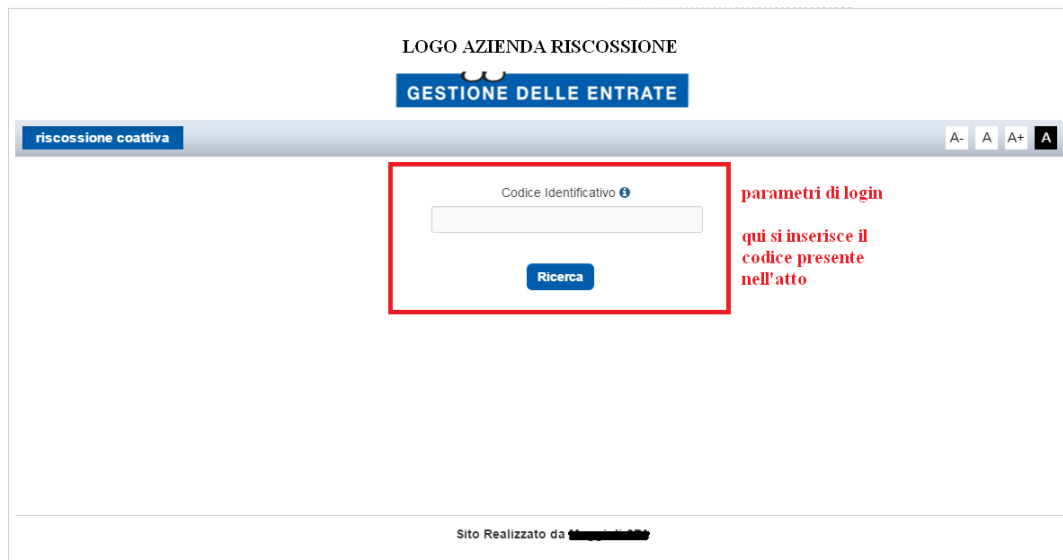 LOGO AZIENDA RISCOSSIONE
GESTIONE DELLE ENTRATE
riscossione coattiva
A- A A+ A
Codice Identificativo
parametri di login
qui si inserisce il
codice presente
nell'atto
Ricerca
Sito Realizzato da